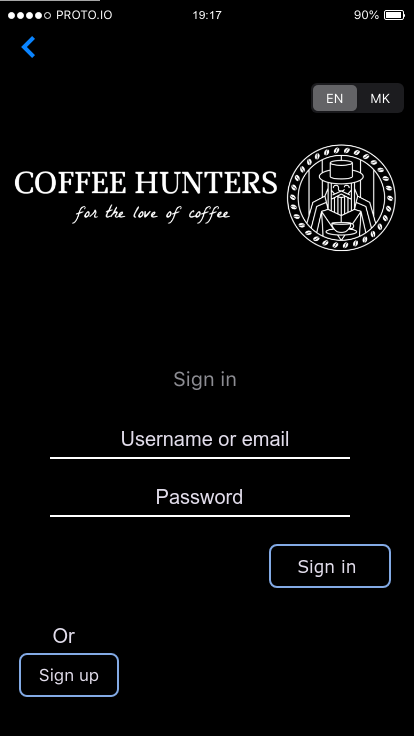 PROTO.IO 19:17 90%
EN MK
COFFEE HUNTERS
for the love of coffee
Sign in
Username or email
Password
Sign in
Or
Sign up